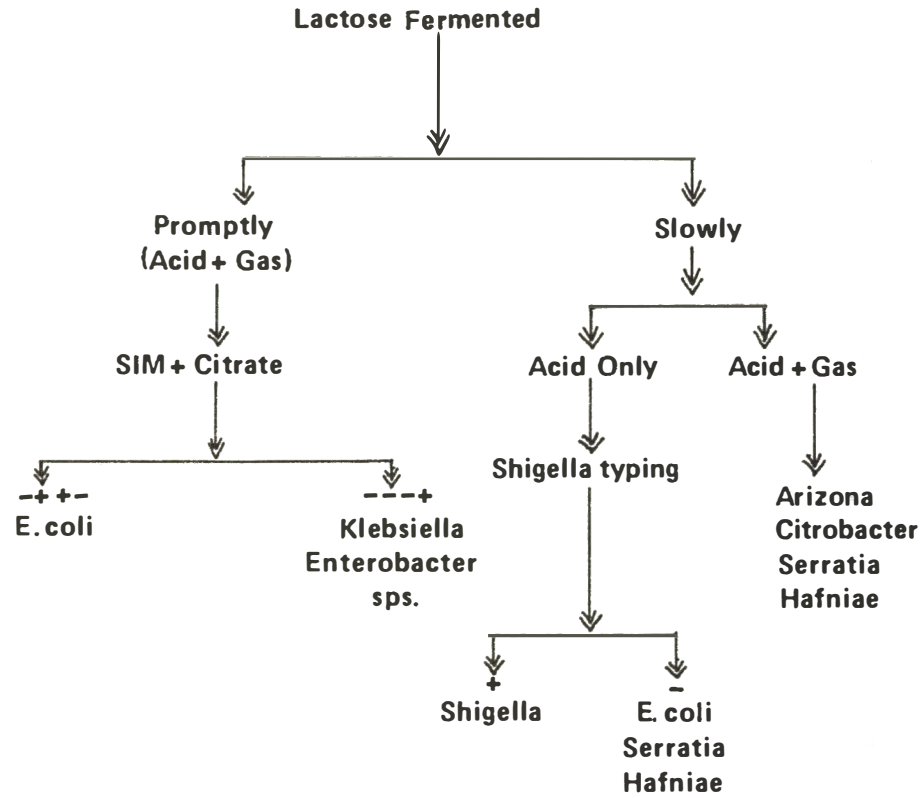 Lactose Fermented
Promptly
(Acid + Gas)
Slowly
SIM + Citrate
Acid Only
Acid + Gas
- + + -
E. coli
- - - +
Klebsiella
Enterobacter
sps.
Shigella typing
Arizona
Citrobacter
Serratia
Hafniae
+
Shigella
-
E. coli
Serratia
Hafniae